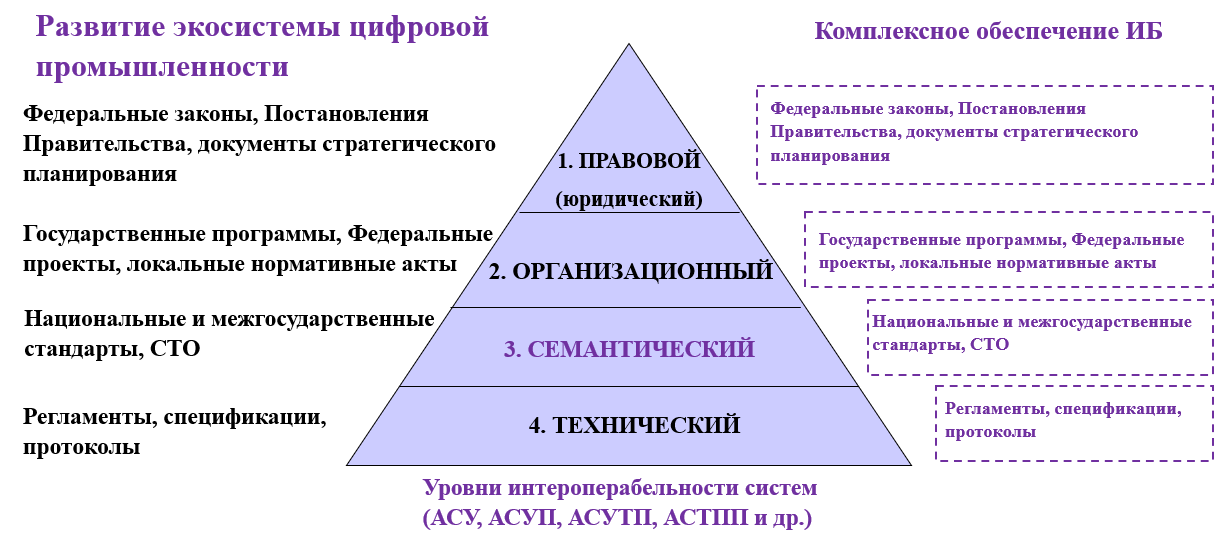 Развитие экосистемы цифровой
промышленности
Комплексное обеспечение ИБ
Федеральные законы, Постановления
Правительства, документы стратегического
планирования
1. ПРАВОВОЙ
(юридический)
Федеральные законы, Постановления
Правительства, документы стратегического
планирования
Государственные программы, Федеральные
проекты, локальные нормативные акты
2. ОРГАНИЗАЦИОННЫЙ
Государственные программы, Федеральные
проекты, локальные нормативные акты
Национальные и межгосударственные
стандарты, СТО
3. СЕМАНТИЧЕСКИЙ
Национальные и межгосударственные
стандарты, СТО
Регламенты, спецификации,
протоколы
4. ТЕХНИЧЕСКИЙ
Регламенты, спецификации,
протоколы
Уровни интероперабельности систем
(АСУ, АСУП, АСУТП, АСТПП и др.)